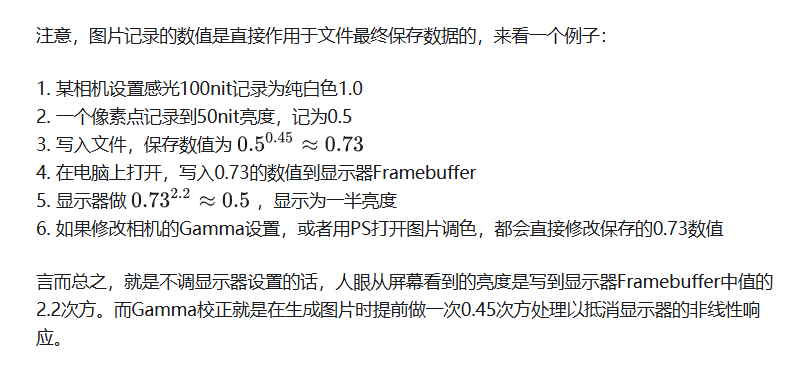 注意，图片记录的数值是直接作用于文件最终保存数据的，来看一个例子：
1. 某相机设置感光100nit记录为纯白色1.0
2. 一个像素点记录到50nit亮度，记为0.5
3. 写入文件，保存数值为 0.5^{0.45} ≈ 0.73
4. 在电脑上打开，写入0.73的数值到显示器Framebuffer
5. 显示器做 0.73^{2.2} ≈ 0.5 ，显示为一半亮度
6. 如果修改相机的Gamma设置，或者用PS打开图片调色，都会直接修改保存的0.73数值
言而总之，就是不调显示器设置的话，人眼从屏幕看到的亮度是写到显示器Framebuffer中值的
2.2次方。而Gamma校正就是在生成图片时提前做一次0.45次方处理以抵消显示器的非线性响
应。